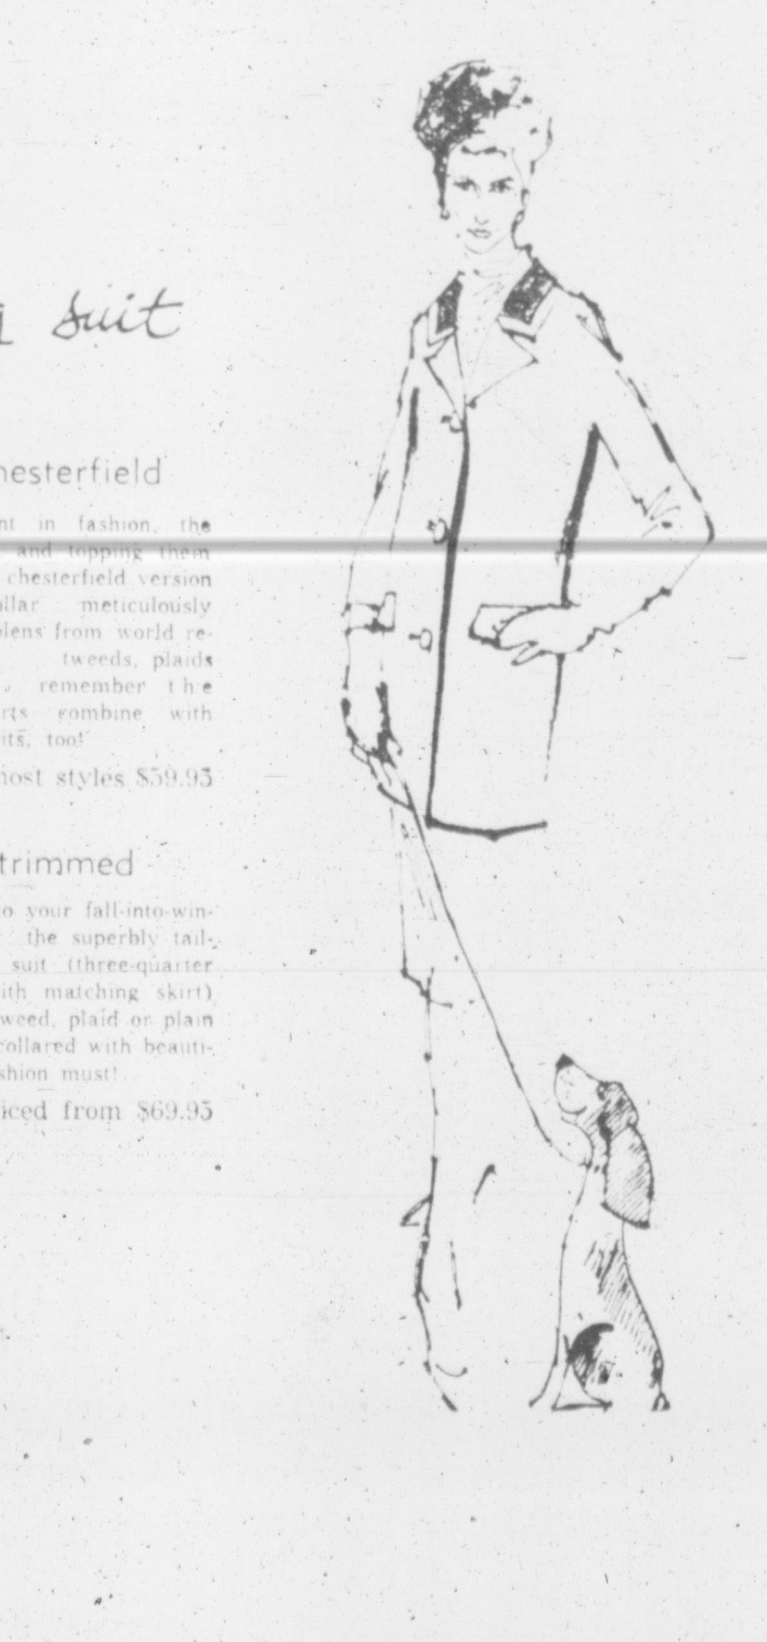 suit
hesterfield
nt in fashion, the
and topping them
chesterfield version
llar meticulously
lens from world re-
tweeds, plaids
remember the
rts combine with
its, too!
ost styles $59.95
trimmed
o your fall-into-win-
the superbly tail-
suit (three-quarter
ith matching skirt)
weed, plaid or plain
collared with beauti-
shion must!
iced from $69.95